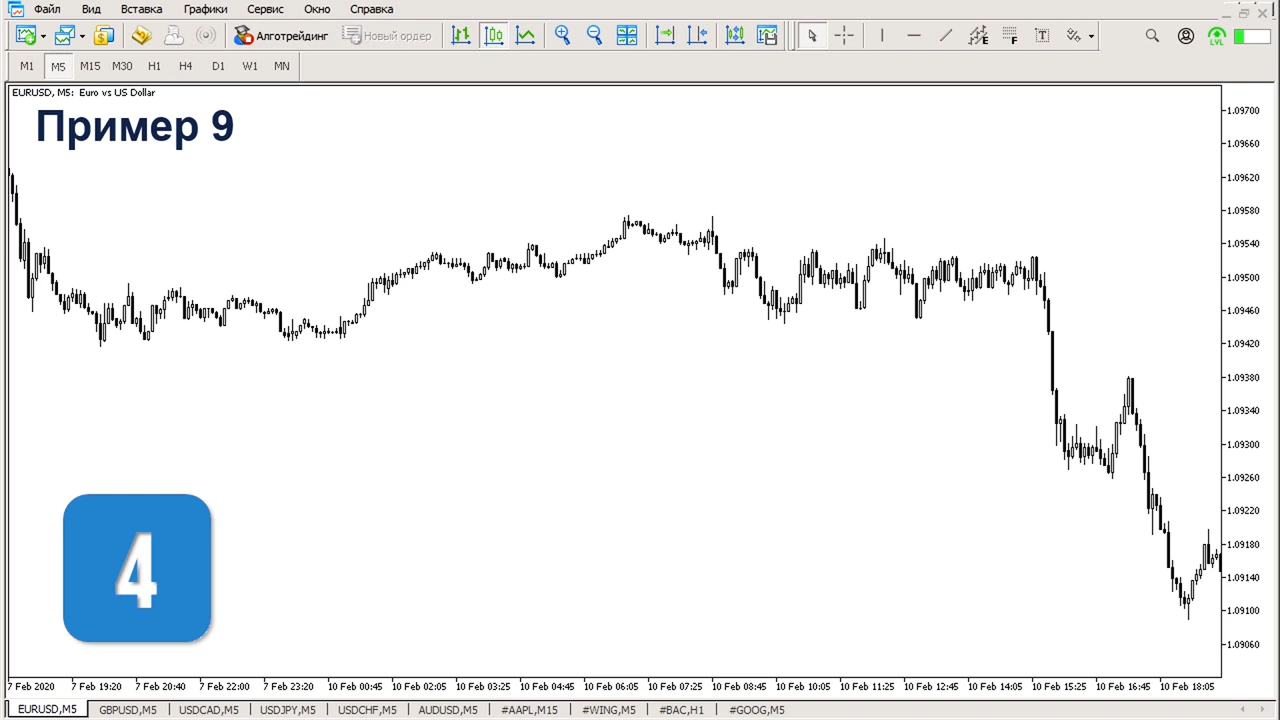 Файл Вид Вставка Графики Сервис Окно Справка
Алготрейдинг Новый ордер E F T LVL
M1 M5 M15 M30 H1 H4 D1 W1 MN
EURUSD, M5: Euro vs US Dollar
Пример 9
1.09700
1.09660
1.09620
1.09580
1.09540
1.09500
1.09460
1.09420
1.09380
1.09340
1.09300
1.09260
1.09220
1.09180
1.09140
1.09100
1.09060
4
7 Feb 2020 7 Feb 19:20 7 Feb 20:40 7 Feb 22:00 7 Feb 23:20 10 Feb 00:45 10 Feb 02:05 10 Feb 03:25 10 Feb 04:45 10 Feb 06:05 10 Feb 07:25 10 Feb 08:45 10 Feb 10:05 10 Feb 11:25 10 Feb 12:45 10 Feb 14:05 10 Feb 15:25 10 Feb 16:45 10 Feb 18:05
EURUSD,M5 GBPUSD,M5 USDCAD,M5 USDJPY,M5 USDCHF,M5 AUDUSD,M5 #AAPL,M15 #WING,M5 #BAC,H1 #GOOG,M5